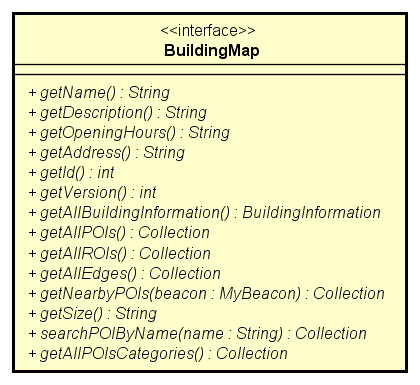 <<interface>>
BuildingMap
+ getName() : String
+ getDescription() : String
+ getOpeningHours() : String
+ getAddress() : String
+ getId() : int
+ getVersion() : int
+ getAllBuildingInformation() : BuildingInformation
+ getAllPOIs() : Collection
+ getAllROIs() : Collection
+ getAllEdges() : Collection
+ getNearbyPOIs(beacon : MyBeacon) : Collection
+ getSize() : String
+ searchPOIByName(name : String) : Collection
+ getAllPOIsCategories() : Collection